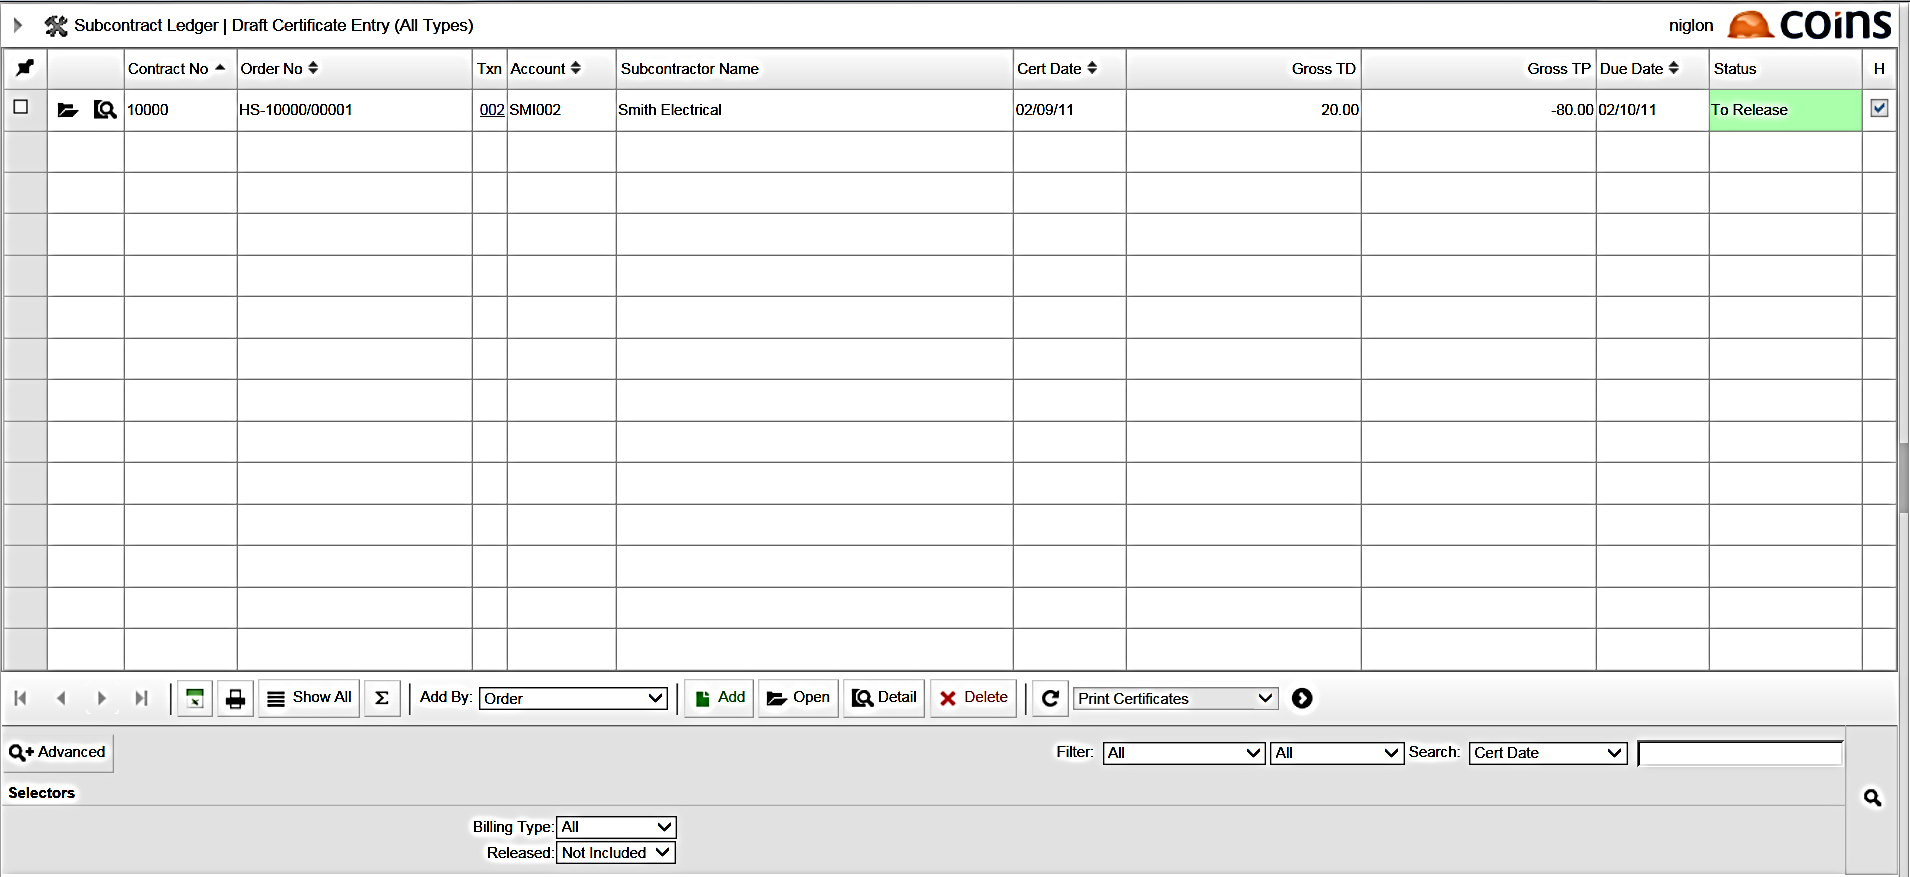 Subcontract Ledger | Draft Certificate Entry (All Types) niglon coins
Contract No Order No Txn Account Subcontractor Name Cert Date Gross TD Gross TP Due Date Status H
10000 HS-10000/00001 002 SMI002 Smith Electrical 02/09/11 20.00 -80.00 02/10/11 To Release
Show All Σ Add By: Order Add Open Detail Delete Print Certificates
Advanced Filter: All All Search: Cert Date
Selectors
Billing Type: All
Released: Not Included